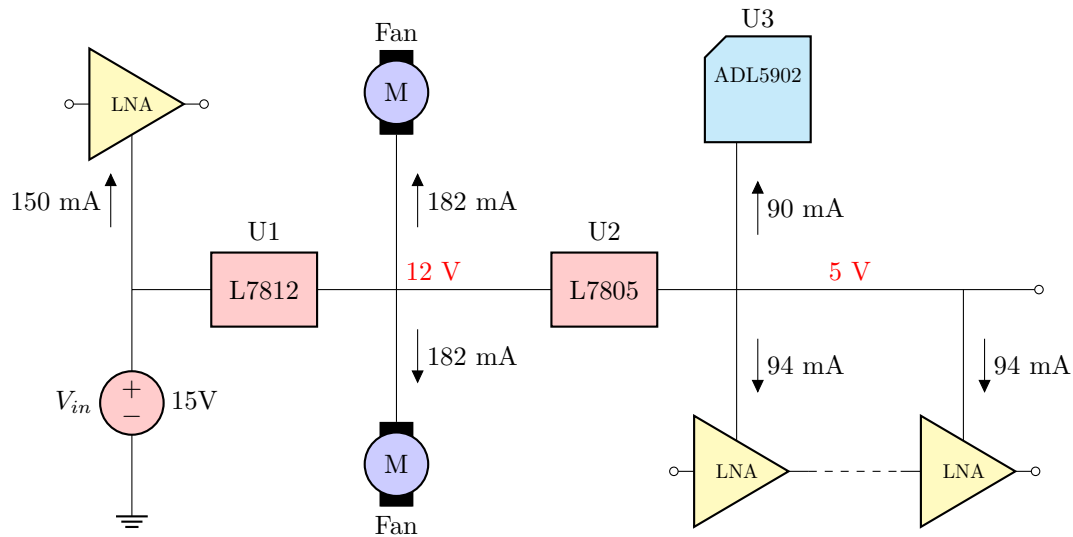 U3
Fan
ADL5902
M
LNA
150 mA
182 mA
90 mA
U1
U2
12 V
5 V
L7812
L7805
182 mA
94 mA
94 mA
V_in
+
−
15V
M
LNA
LNA
Fan